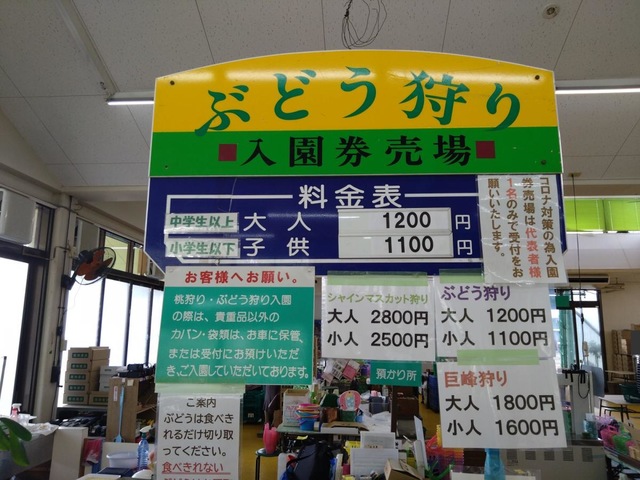 ぶどう狩り
入園券売場
料金表
中学生以上 大人 1200 円
小学生以下 子供 1100 円
コロナ対策の為入園
券売場は代表者様
1名のみで受付をお
願いいたします。
お客様へお願い。
桃狩り・ぶどう狩り入園
の際は、貴重品以外の
カバン・袋類は、お車に保管、
または受付にお預けいただ
き、ご入園していただいております。
シャインマスカット狩り
大人 2800円
小人 2500円
ぶどう狩り
大人 1200円
小人 1100円
巨峰狩り
大人 1800円
小人 1600円
預かり所
ご案内
ぶどうは食べき
れるだけ切り取
ってください。
食べきれない